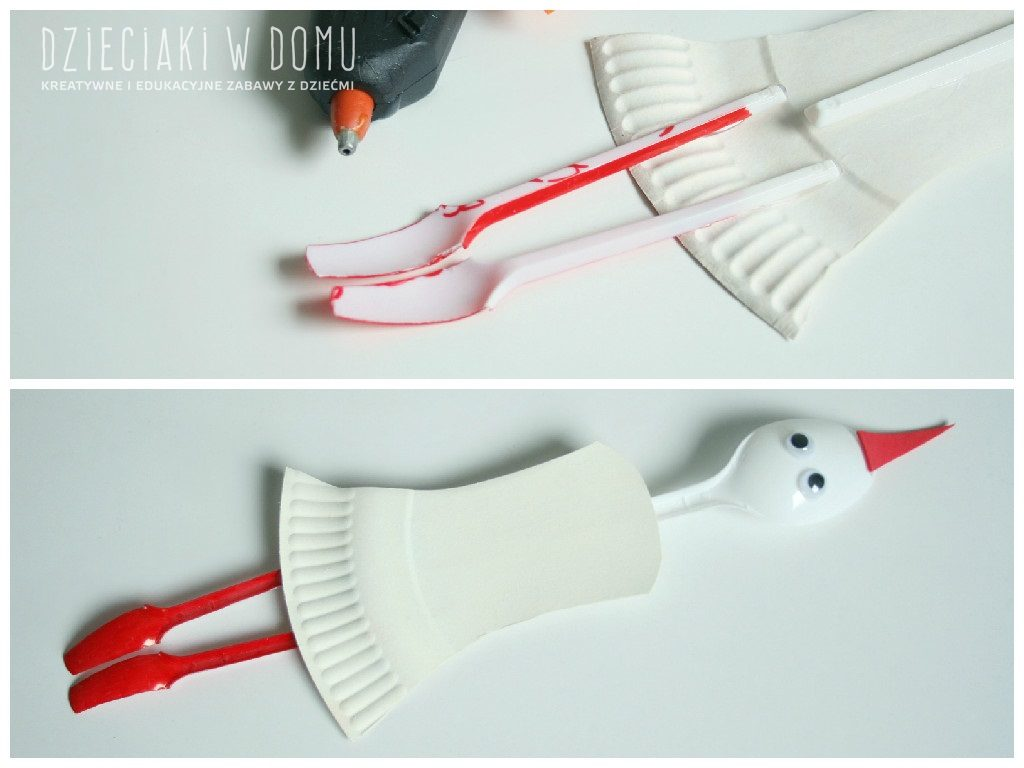 DZIECIAKI W DOMU
KREATYWNE I EDUKACYJNE ZABAWY Z DZIEĆMI